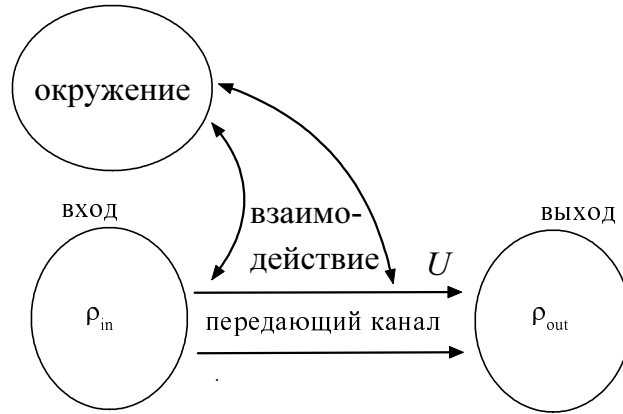 окружение
вход
взаимо-
выход
действие
U
ρin
передающий канал
ρout